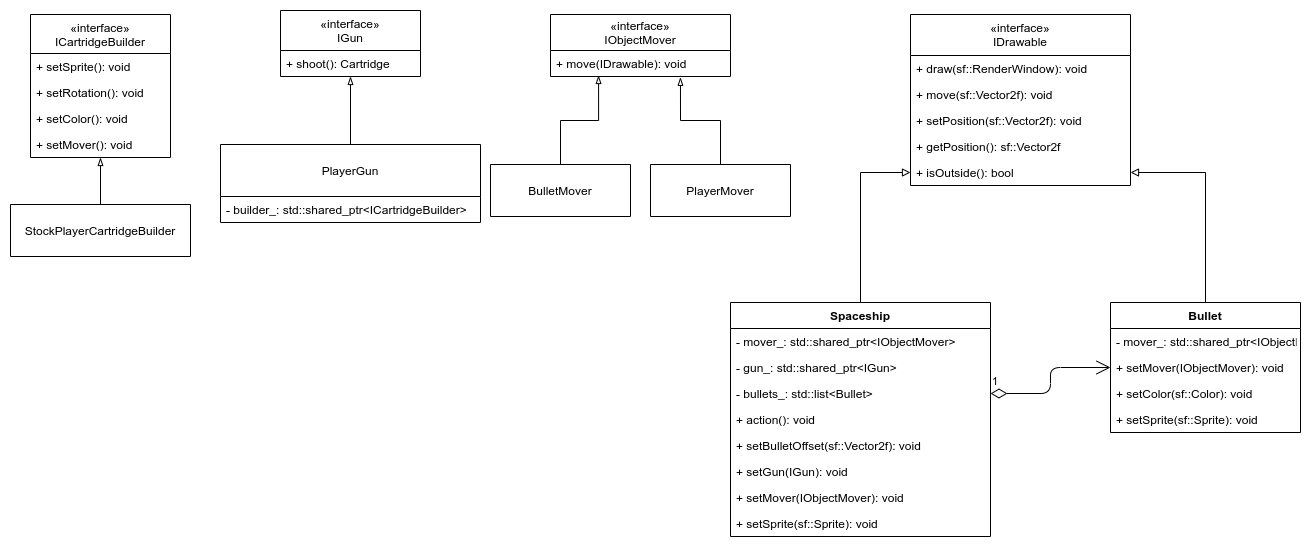 «interface»
ICartridgeBuilder
+ setSprite(): void
+ setRotation(): void
+ setColor(): void
+ setMover(): void
StockPlayerCartridgeBuilder
«interface»
IGun
+ shoot(): Cartridge
PlayerGun
- builder_: std::shared_ptr<ICartridgeBuilder>
«interface»
IObjectMover
+ move(IDrawable): void
BulletMover
PlayerMover
«interface»
IDrawable
+ draw(sf::RenderWindow): void
+ move(sf::Vector2f): void
+ setPosition(sf::Vector2f): void
+ getPosition(): sf::Vector2f
+ isOutside(): bool
Spaceship
- mover_: std::shared_ptr<IObjectMover>
- gun_: std::shared_ptr<IGun>
- bullets_: std::list<Bullet>
+ action(): void
+ setBulletOffset(sf::Vector2f): void
+ setGun(IGun): void
+ setMover(IObjectMover): void
+ setSprite(sf::Sprite): void
1
Bullet
- mover_: std::shared_ptr<IObject
+ setMover(IObjectMover): void
+ setColor(sf::Color): void
+ setSprite(sf::Sprite): void